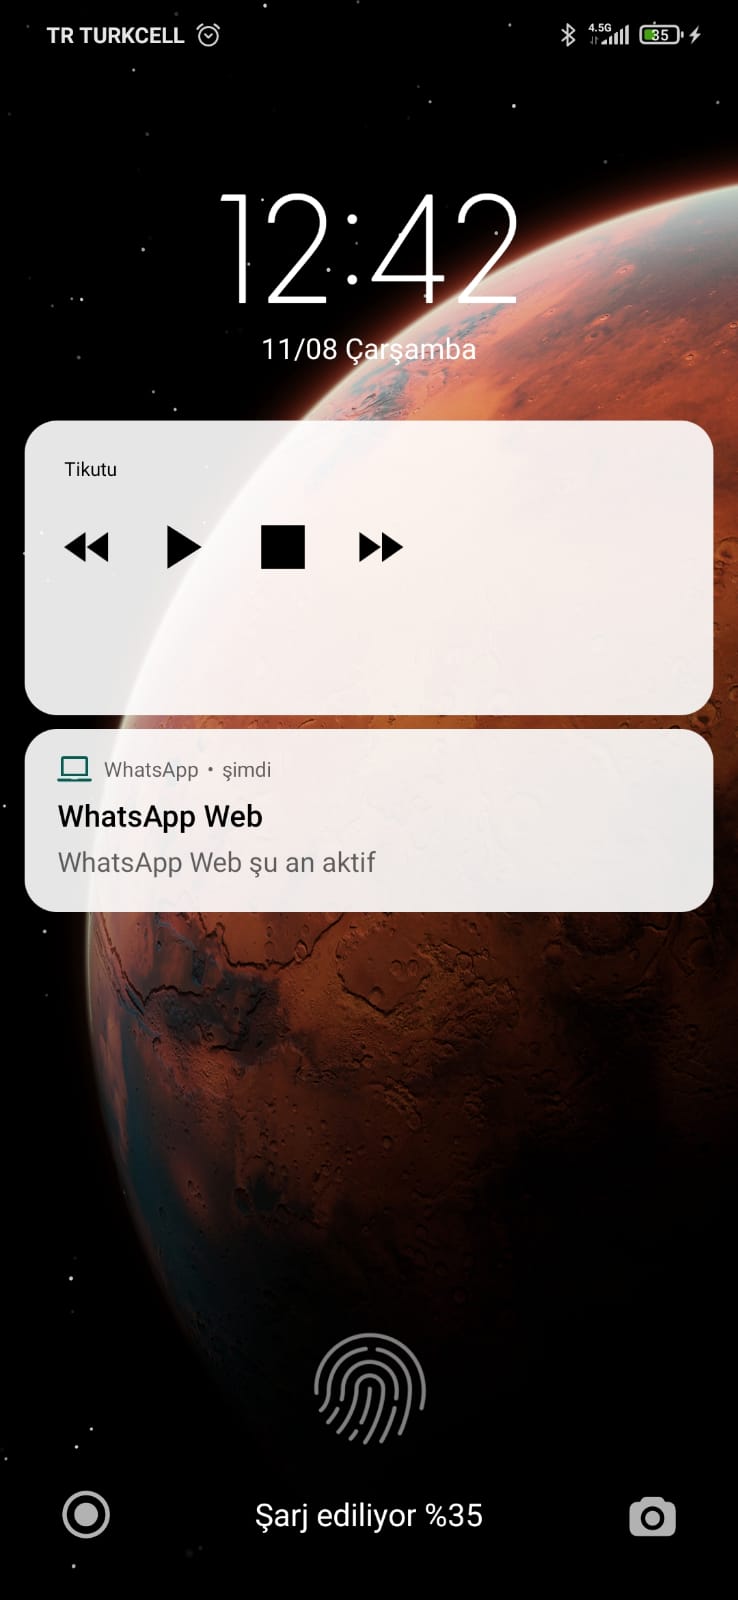 TR TURKCELL
4.5G
35
12:42
11/08 Çarşamba
Tikutu
WhatsApp • şimdi
WhatsApp Web
WhatsApp Web şu an aktif
Şarj ediliyor %35